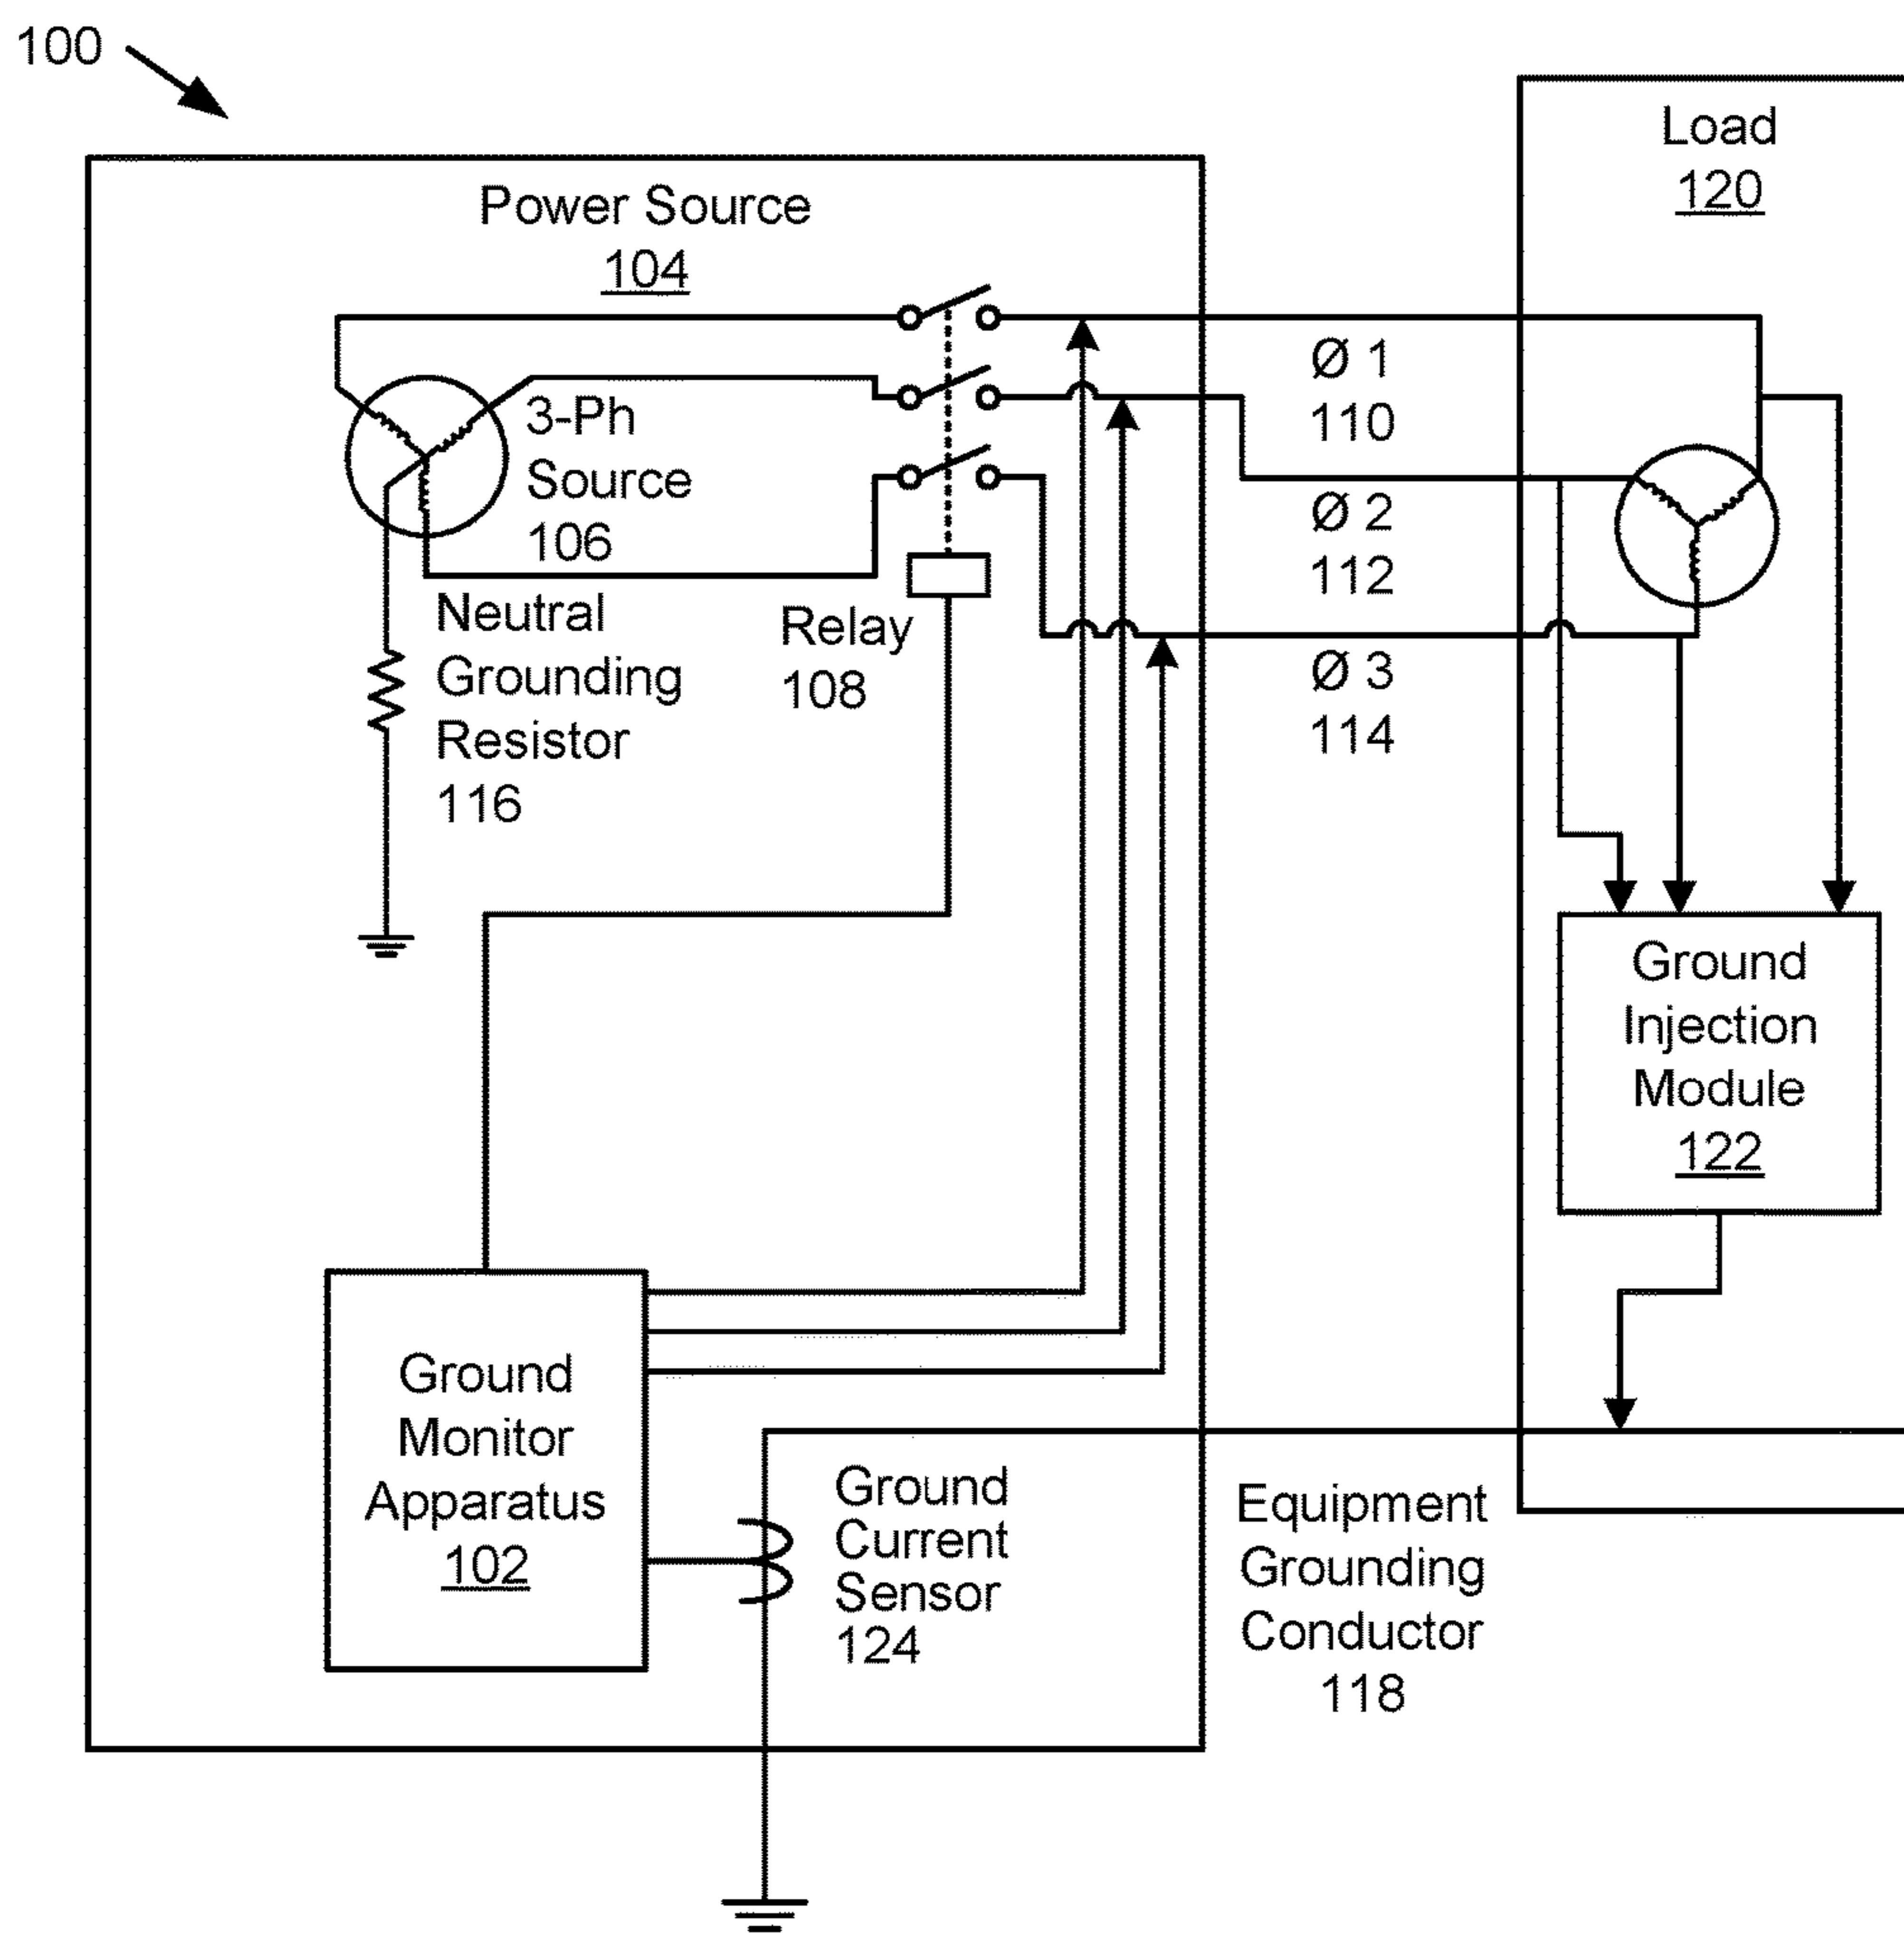 100
Power Source
104
3-Ph
Source
106
Neutral
Grounding
Resistor
116
Relay
108
Ø 1
110
Ø 2
112
Ø 3
114
Load
120
Ground
Injection
Module
122
Ground
Monitor
Apparatus
102
Ground
Current
Sensor
124
Equipment
Grounding
Conductor
118